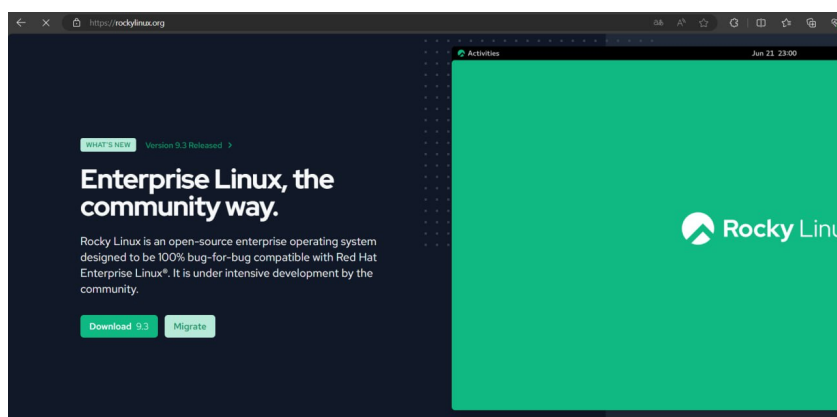 https://rockylinux.org
Activities
Jun 21 23:00
WHAT'S NEW
Version 9.3 Released
Enterprise Linux, the
community way.
Rocky Linux is an open-source enterprise operating system
designed to be 100% bug-for-bug compatible with Red Hat
Enterprise Linux®. It is under intensive development by the
community.
Download 9.3
Migrate
Rocky Linu